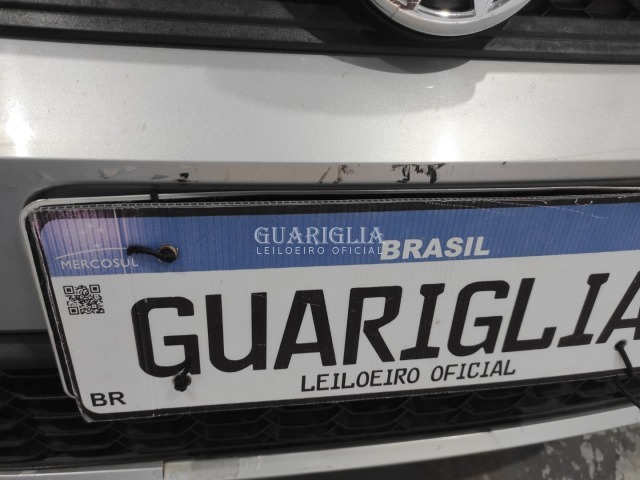 GUARIGLIA
LEILOEIRO OFICIAL
BRASIL
MERCOSUL
GUARIGLIA
LEILOEIRO OFICIAL
BR